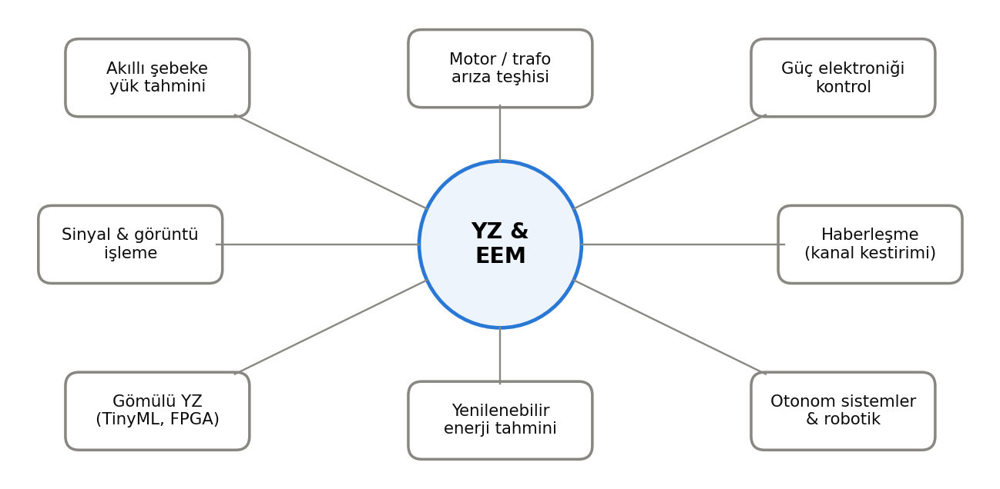 Akıllı şebeke
yük tahmini
Motor / trafo
arıza teşhisi
Güç elektroniği
kontrol
Sinyal & görüntü
işleme
YZ &
EEM
Haberleşme
(kanal kestirimi)
Gömülü YZ
(TinyML, FPGA)
Yenilenebilir
enerji tahmini
Otonom sistemler
& robotik